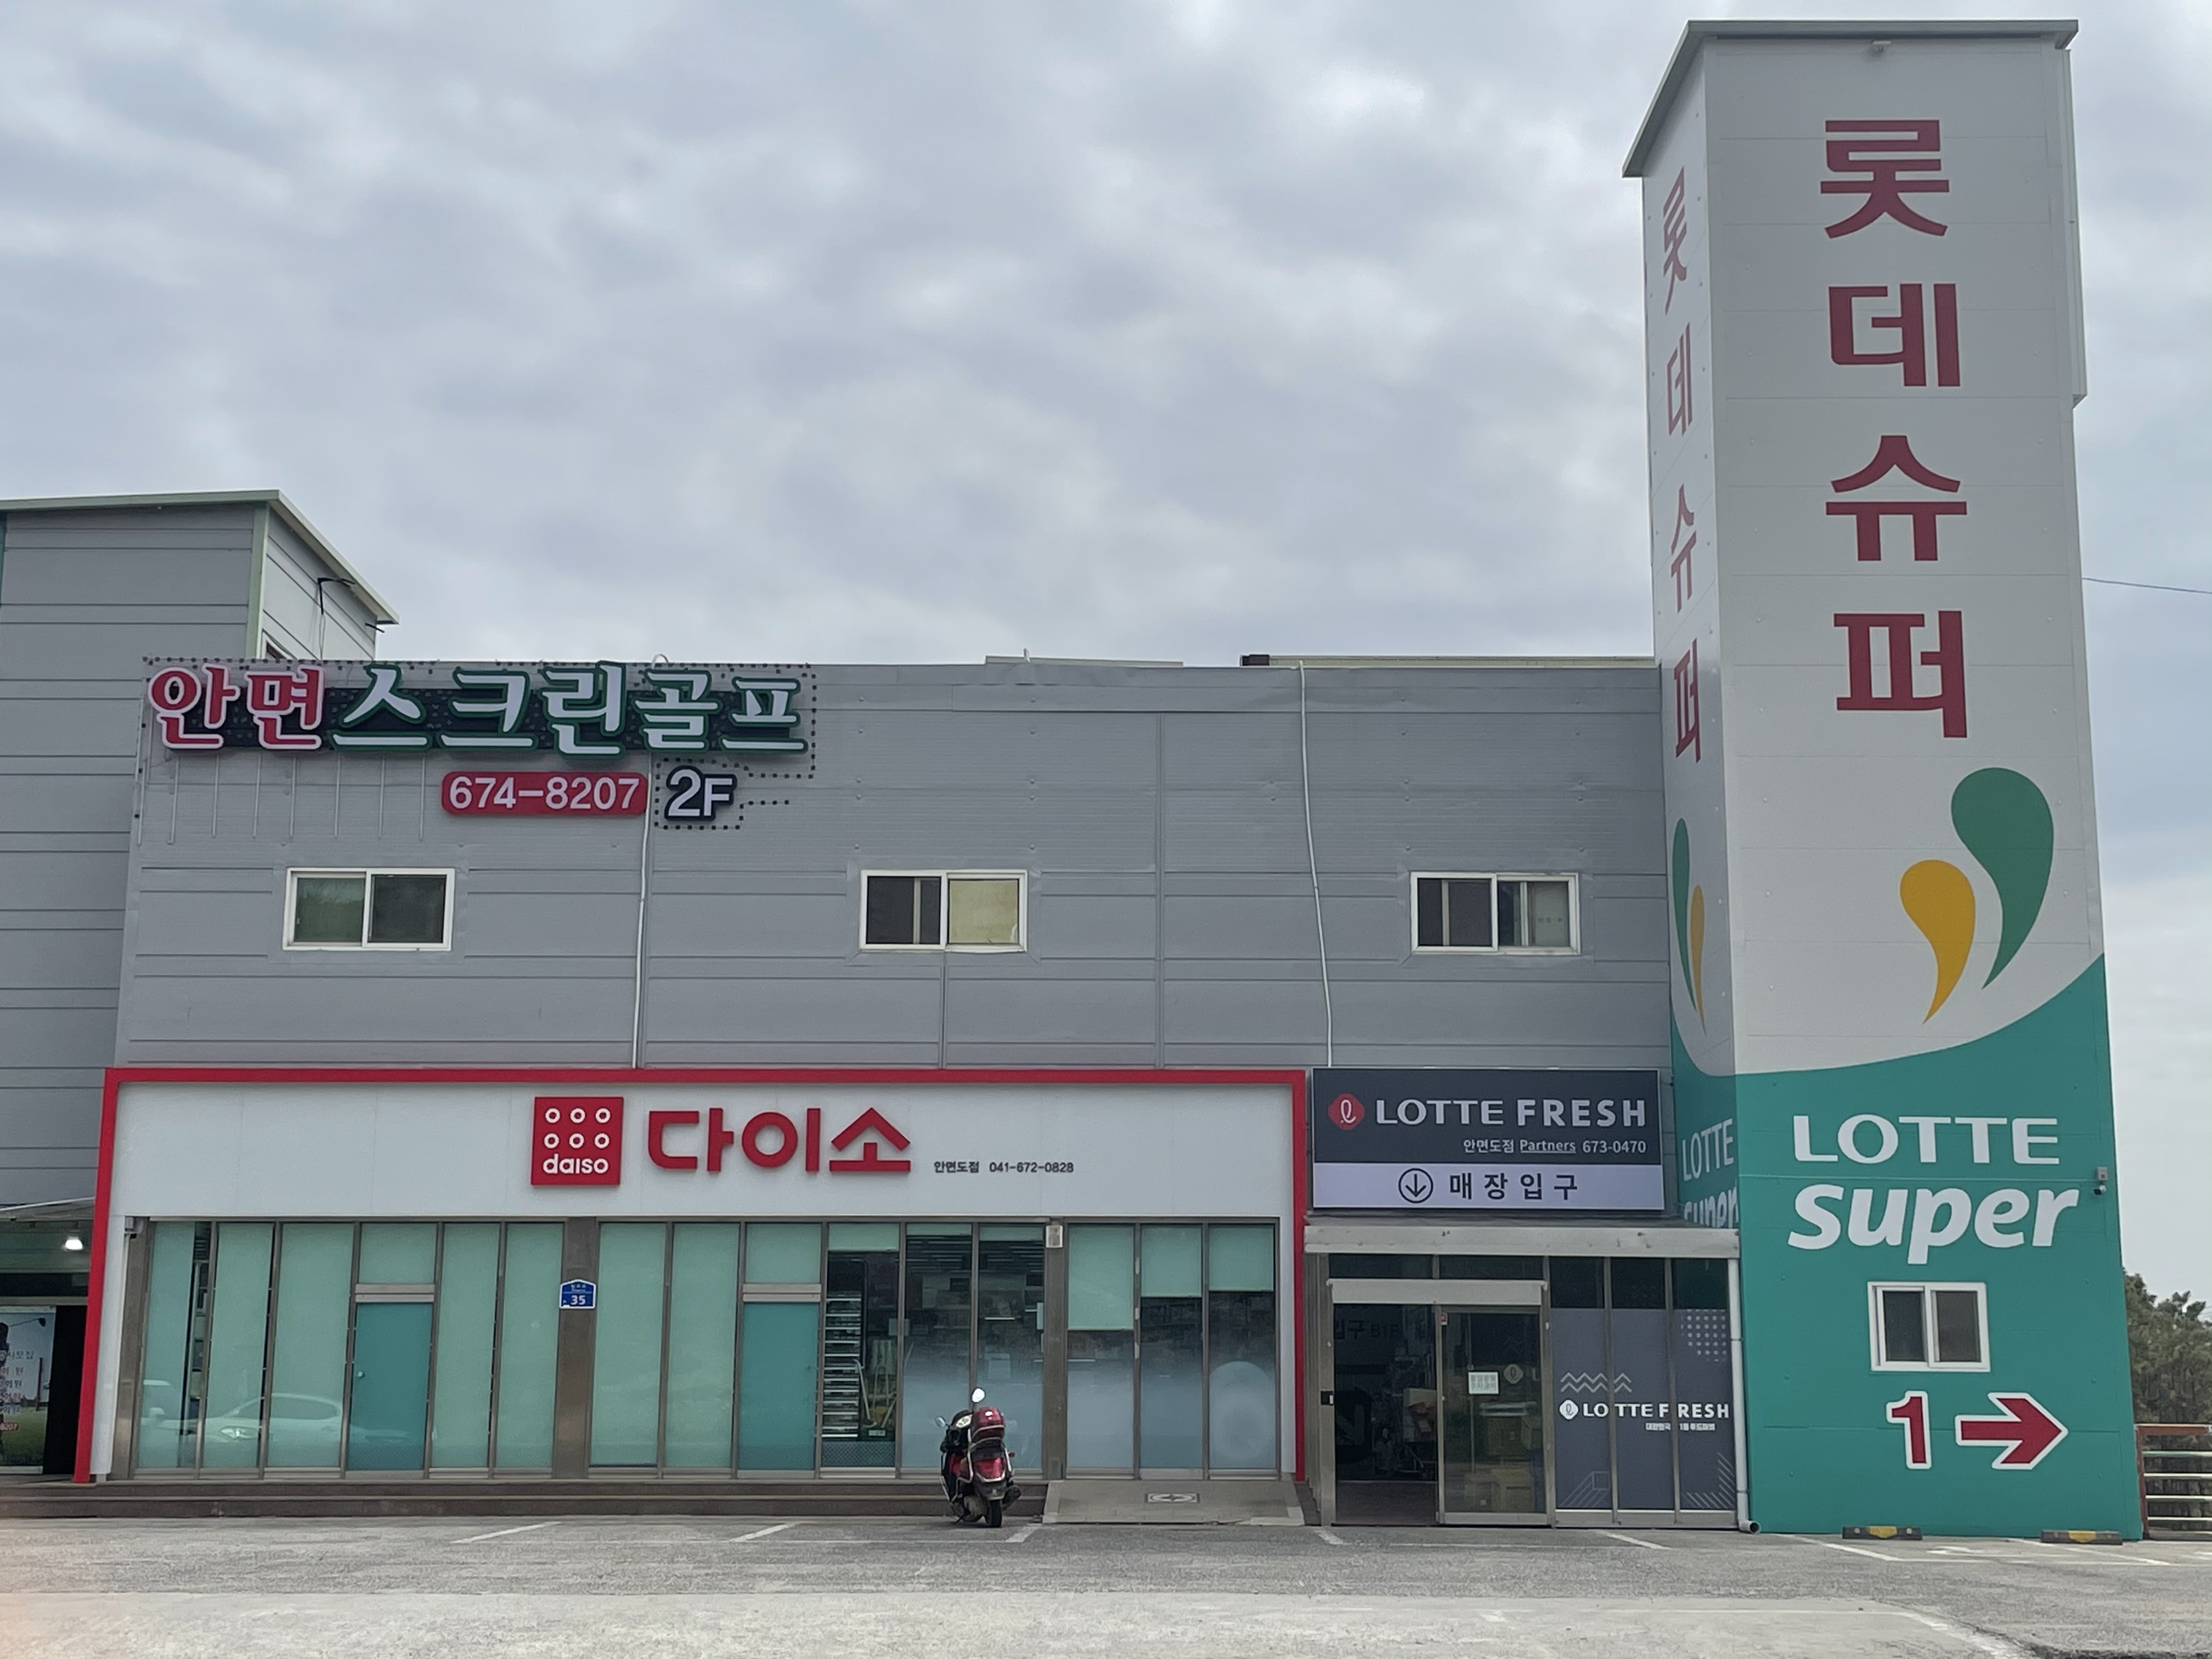 롯데슈퍼
롯데슈퍼
안면스크린골프
674-8207 2F
daiso 다이소 안면도점 041-672-0828
LOTTE FRESH
안면도점 Partners 673-0470
매장입구
LOTTE
super
LOTTE
super
35
LOTTE FRESH
1